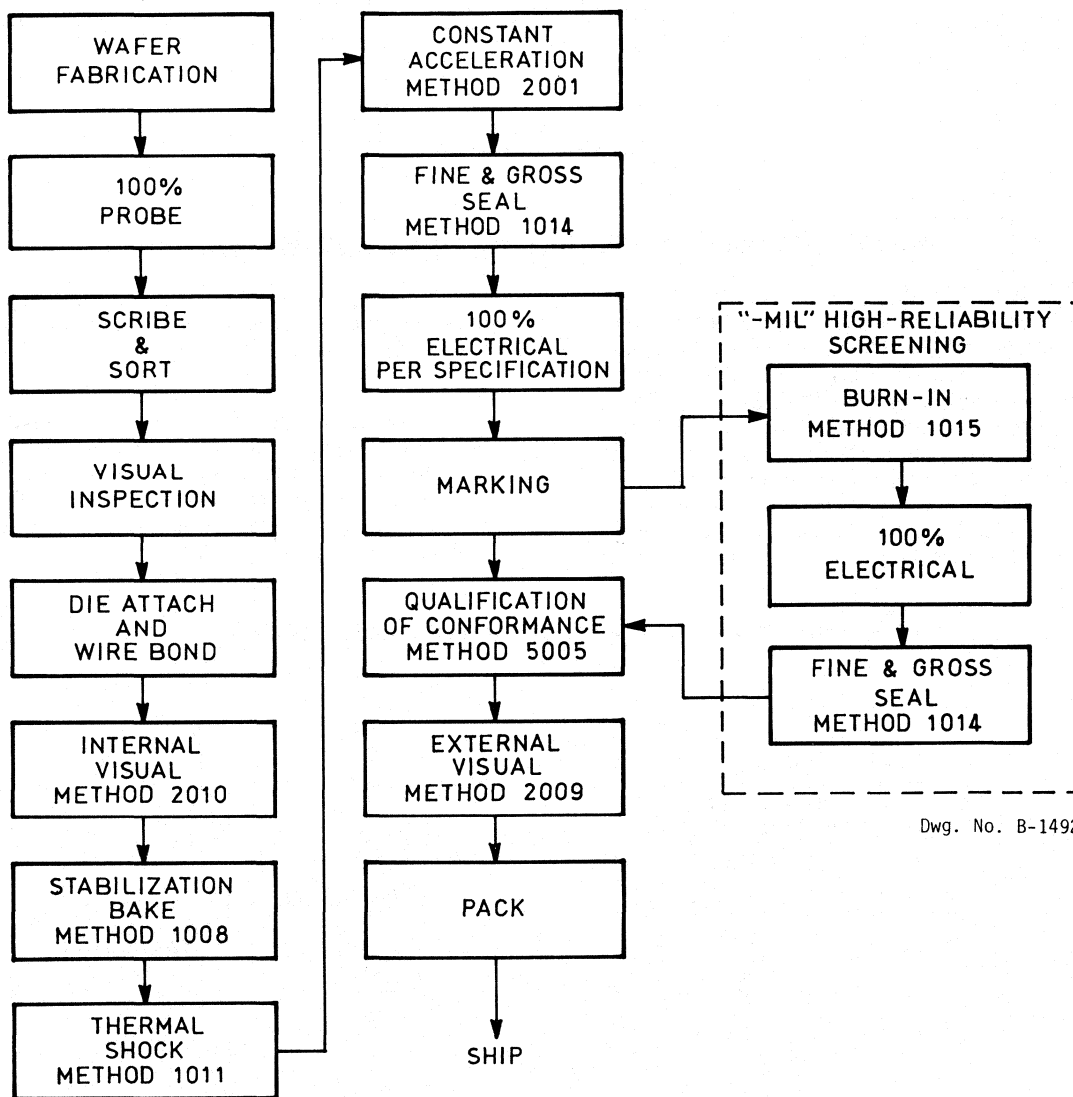 WAFER
FABRICATION
100%
PROBE
SCRIBE
&
SORT
VISUAL
INSPECTION
DIE ATTACH
AND
WIRE BOND
INTERNAL
VISUAL
METHOD 2010
STABILIZATION
BAKE
METHOD 1008
THERMAL
SHOCK
METHOD 1011
CONSTANT
ACCELERATION
METHOD 2001
FINE & GROSS
SEAL
METHOD 1014
100%
ELECTRICAL
PER SPECIFICATION
MARKING
QUALIFICATION
OF CONFORMANCE
METHOD 5005
EXTERNAL
VISUAL
METHOD 2009
PACK
SHIP
"-MIL" HIGH-RELIABILITY
SCREENING
BURN-IN
METHOD 1015
100%
ELECTRICAL
FINE & GROSS
SEAL
METHOD 1014
Dwg. No. B-1492